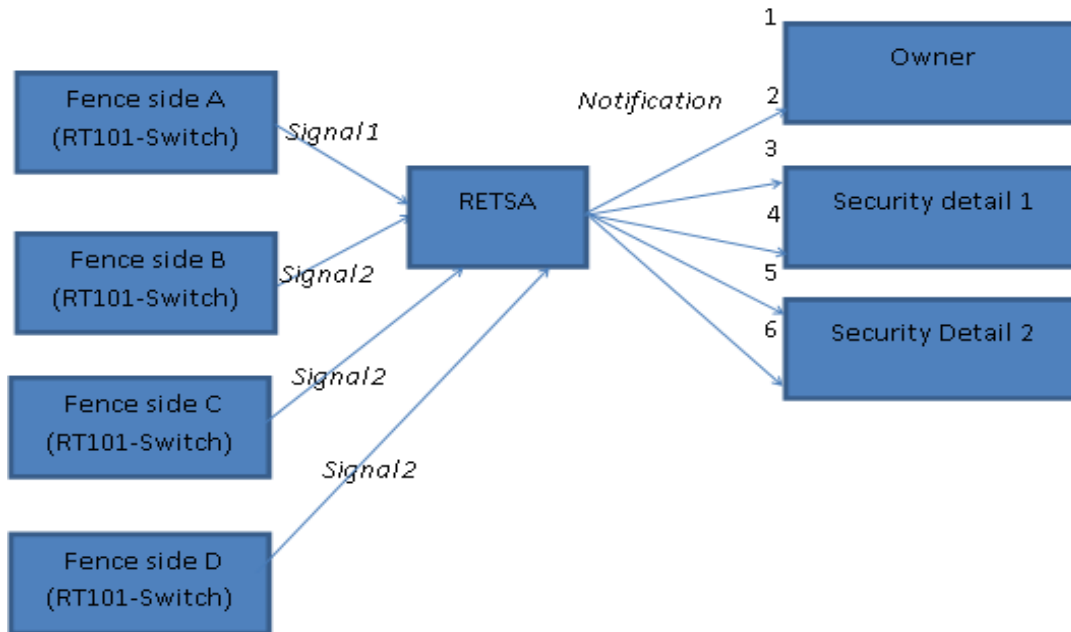 Fence side A
(RT101-Switch)
Signal1
Fence side B
(RT101-Switch)
Signal2
Fence side C
(RT101-Switch)
Signal2
Fence side D
(RT101-Switch)
Signal2
RETSA
Notification
1
Owner
2
3
Security detail 1
4
5
Security Detail 2
6